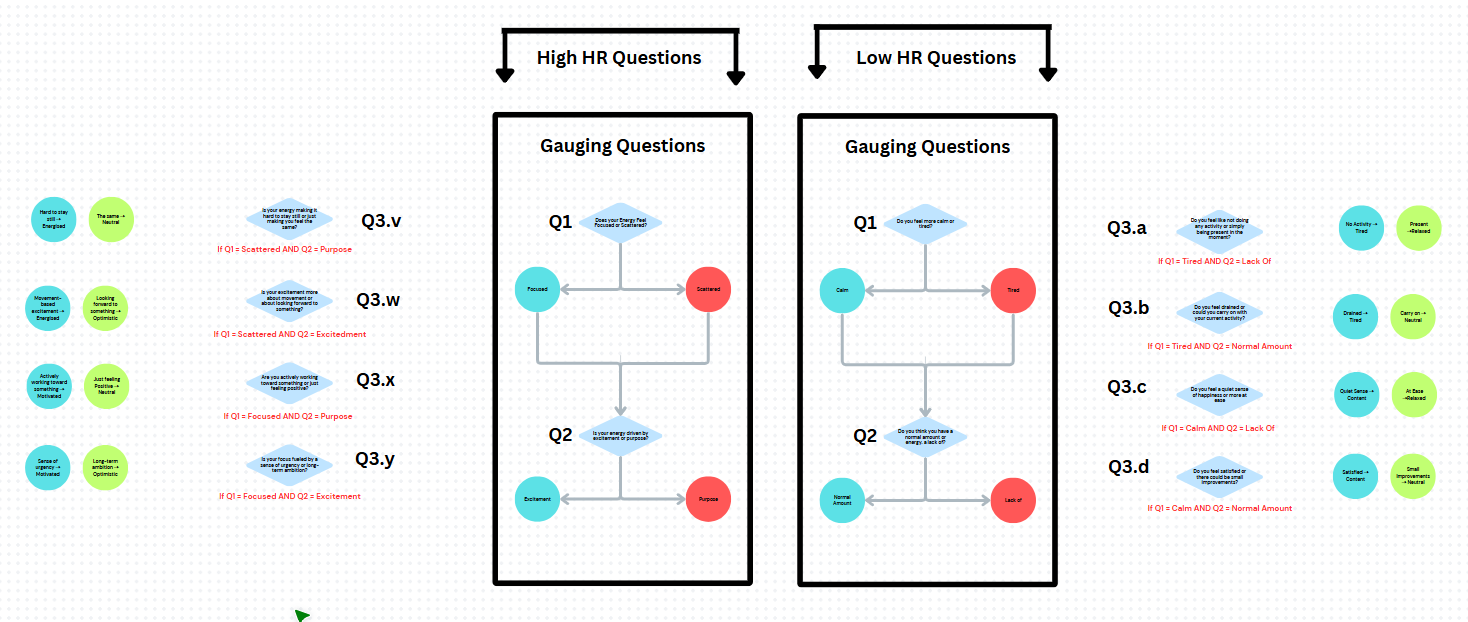 High HR Questions
Low HR Questions
Gauging Questions
Q1
Does your Energy Feel
Focused or Scattered?
Focused
Scattered
Q2
Is your energy driven by
excitement or purpose?
Excitement
Purpose
Gauging Questions
Q1
Do you feel more calm or
tired?
Calm
Tired
Q2
Do you think you have a
normal amount or
energy, a lack of?
Normal
Amount
Lack of
Hard to stay
still ->
Energised
The same ->
Neutral
Is your energy making it
hard to stay still or just
making you feel the
same?
Q3.v
If Q1 = Scattered AND Q2 = Purpose
Movement-
based
excitement ->
Energised
Looking
forward to
something ->
Optimistic
Is your excitement more
about movement or
about looking forward to
something?
Q3.w
If Q1 = Scattered AND Q2 = Excitedment
Actively
working toward
something ->
Motivated
Just feeling
Positive ->
Neutral
Are you actively working
toward something or just
feeling positive?
Q3.x
If Q1 = Focused AND Q2 = Purpose
Sense of
urgency ->
Motivated
Long-term
ambition ->
Optimistic
Is your focus fueled by a
sense of urgency or long-
term ambition?
Q3.y
If Q1 = Focused AND Q2 = Excitement
Q3.a
Do you feel like not doing
any activity or simply
being present in the
moment?
If Q1 = Tired AND Q2 = Lack Of
No Activity ->
Tired
Present
->Relaxed
Q3.b
Do you feel drained or
could you carry on with
your current activity?
If Q1 = Tired AND Q2 = Normal Amount
Drained ->
Tired
Carry on ->
Neutral
Q3.c
Do you feel a quiet sense
of happiness or more at
ease
If Q1 = Calm AND Q2 = Lack Of
Quiet Sense ->
Content
At Ease
->Relaxed
Q3.d
Do you feel satisfied or
there could be small
improvements?
If Q1 = Calm AND Q2 = Normal Amount
Satisfied ->
Content
Small
Improvements
-> Neutral